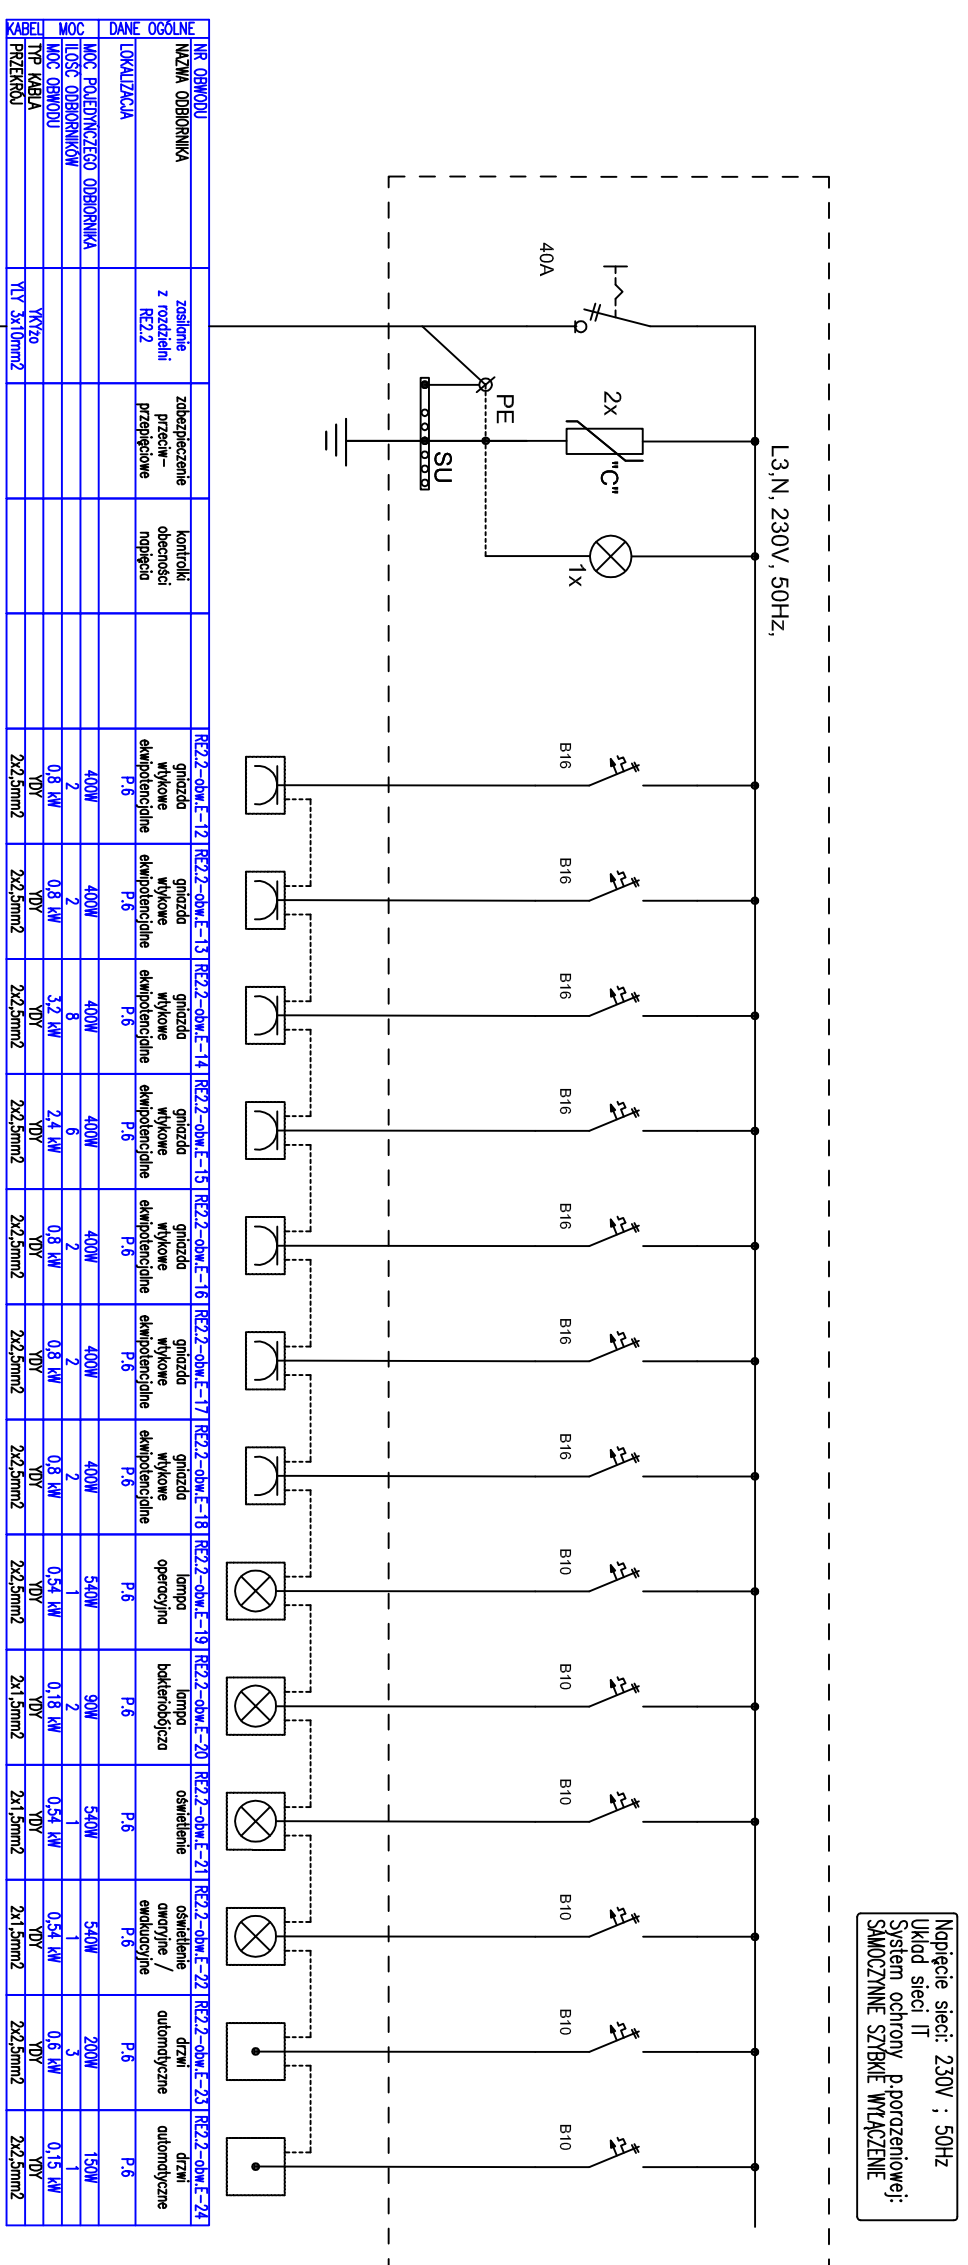 Napięcie sieci: 230V ; 50Hz
Układ sieci IT
System ochrony p.porażeniowej:
SAMOCZYNNE SZYBKIE WYŁĄCZENIE
L3,N, 230V, 50Hz,
40A
2x
"C"
1x
PE
SU
B16
B16
B16
B16
B16
B16
B16
B10
B10
B10
B10
B10
B10
DANE OGÓLNE
NR OBWODU
RE2.2-obw.E-12
RE2.2-obw.E-13
RE2.2-obw.E-14
RE2.2-obw.E-15
RE2.2-obw.E-16
RE2.2-obw.E-17
RE2.2-obw.E-18
RE2.2-obw.E-19
RE2.2-obw.E-20
RE2.2-obw.E-21
RE2.2-obw.E-22
RE2.2-obw.E-23
RE2.2-obw.E-24
NAZWA ODBIORNIKA
zasilanie
z rozdzielni
RE2.2
zabezpieczenie
przeciw-
przepięciowe
kontrolki
obecności
napięcia
gniazda
wtykowe
ekwipotencjalne
gniazda
wtykowe
ekwipotencjalne
gniazda
wtykowe
ekwipotencjalne
gniazda
wtykowe
ekwipotencjalne
gniazda
wtykowe
ekwipotencjalne
gniazda
wtykowe
ekwipotencjalne
gniazda
wtykowe
ekwipotencjalne
lampa
operacyjna
lampa
bakteriobójcza
oświetlenie
oświetlenie
awaryjne /
ewakuacyjne
drzwi
automatyczne
drzwi
automatyczne
LOKALIZACJA
P.6
P.6
P.6
P.6
P.6
P.6
P.6
P.6
P.6
P.6
P.6
P.6
P.6
MOC
MOC POJEDYNCZEGO ODBIORNIKA
400W
400W
400W
400W
400W
400W
400W
540W
90W
540W
540W
200W
150W
ILOŚC ODBIORNIKÓW
2
2
8
6
2
2
2
1
2
1
1
3
1
MOC OBWODU
0,8 kW
0,8 kW
3,2 kW
2,4 kW
0,8 kW
0,8 kW
0,8 kW
0,54 kW
0,18 kW
0,54 kW
0,54 kW
0,6 kW
0,15 kW
KABEL
TYP KABLA
YKYżo
YDY
YDY
YDY
YDY
YDY
YDY
YDY
YDY
YDY
YDY
YDY
YDY
YDY
PRZEKRÓJ
YLY 3x10mm2
2x2,5mm2
2x2,5mm2
2x2,5mm2
2x2,5mm2
2x2,5mm2
2x2,5mm2
2x2,5mm2
2x2,5mm2
2x1,5mm2
2x1,5mm2
2x1,5mm2
2x2,5mm2
2x2,5mm2